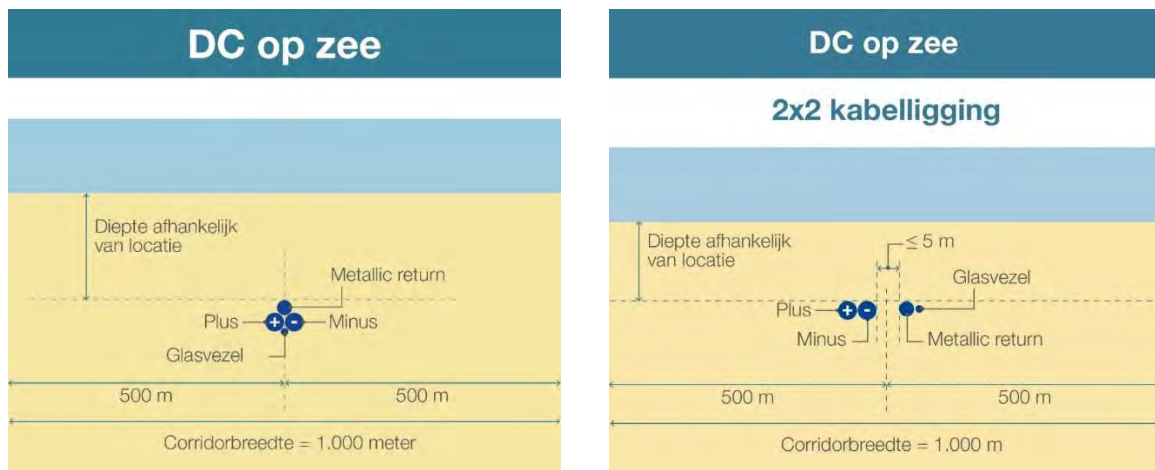 DC op zee
Diepte afhankelijk
van locatie
Metallic return
Plus
+
-
Minus
Glasvezel
500 m
500 m
Corridorbreedte = 1.000 meter
DC op zee
2x2 kabelligging
Diepte afhankelijk
van locatie
≤ 5 m
Glasvezel
Plus
+
-
Minus
Metallic return
500 m
500 m
Corridorbreedte = 1.000 m